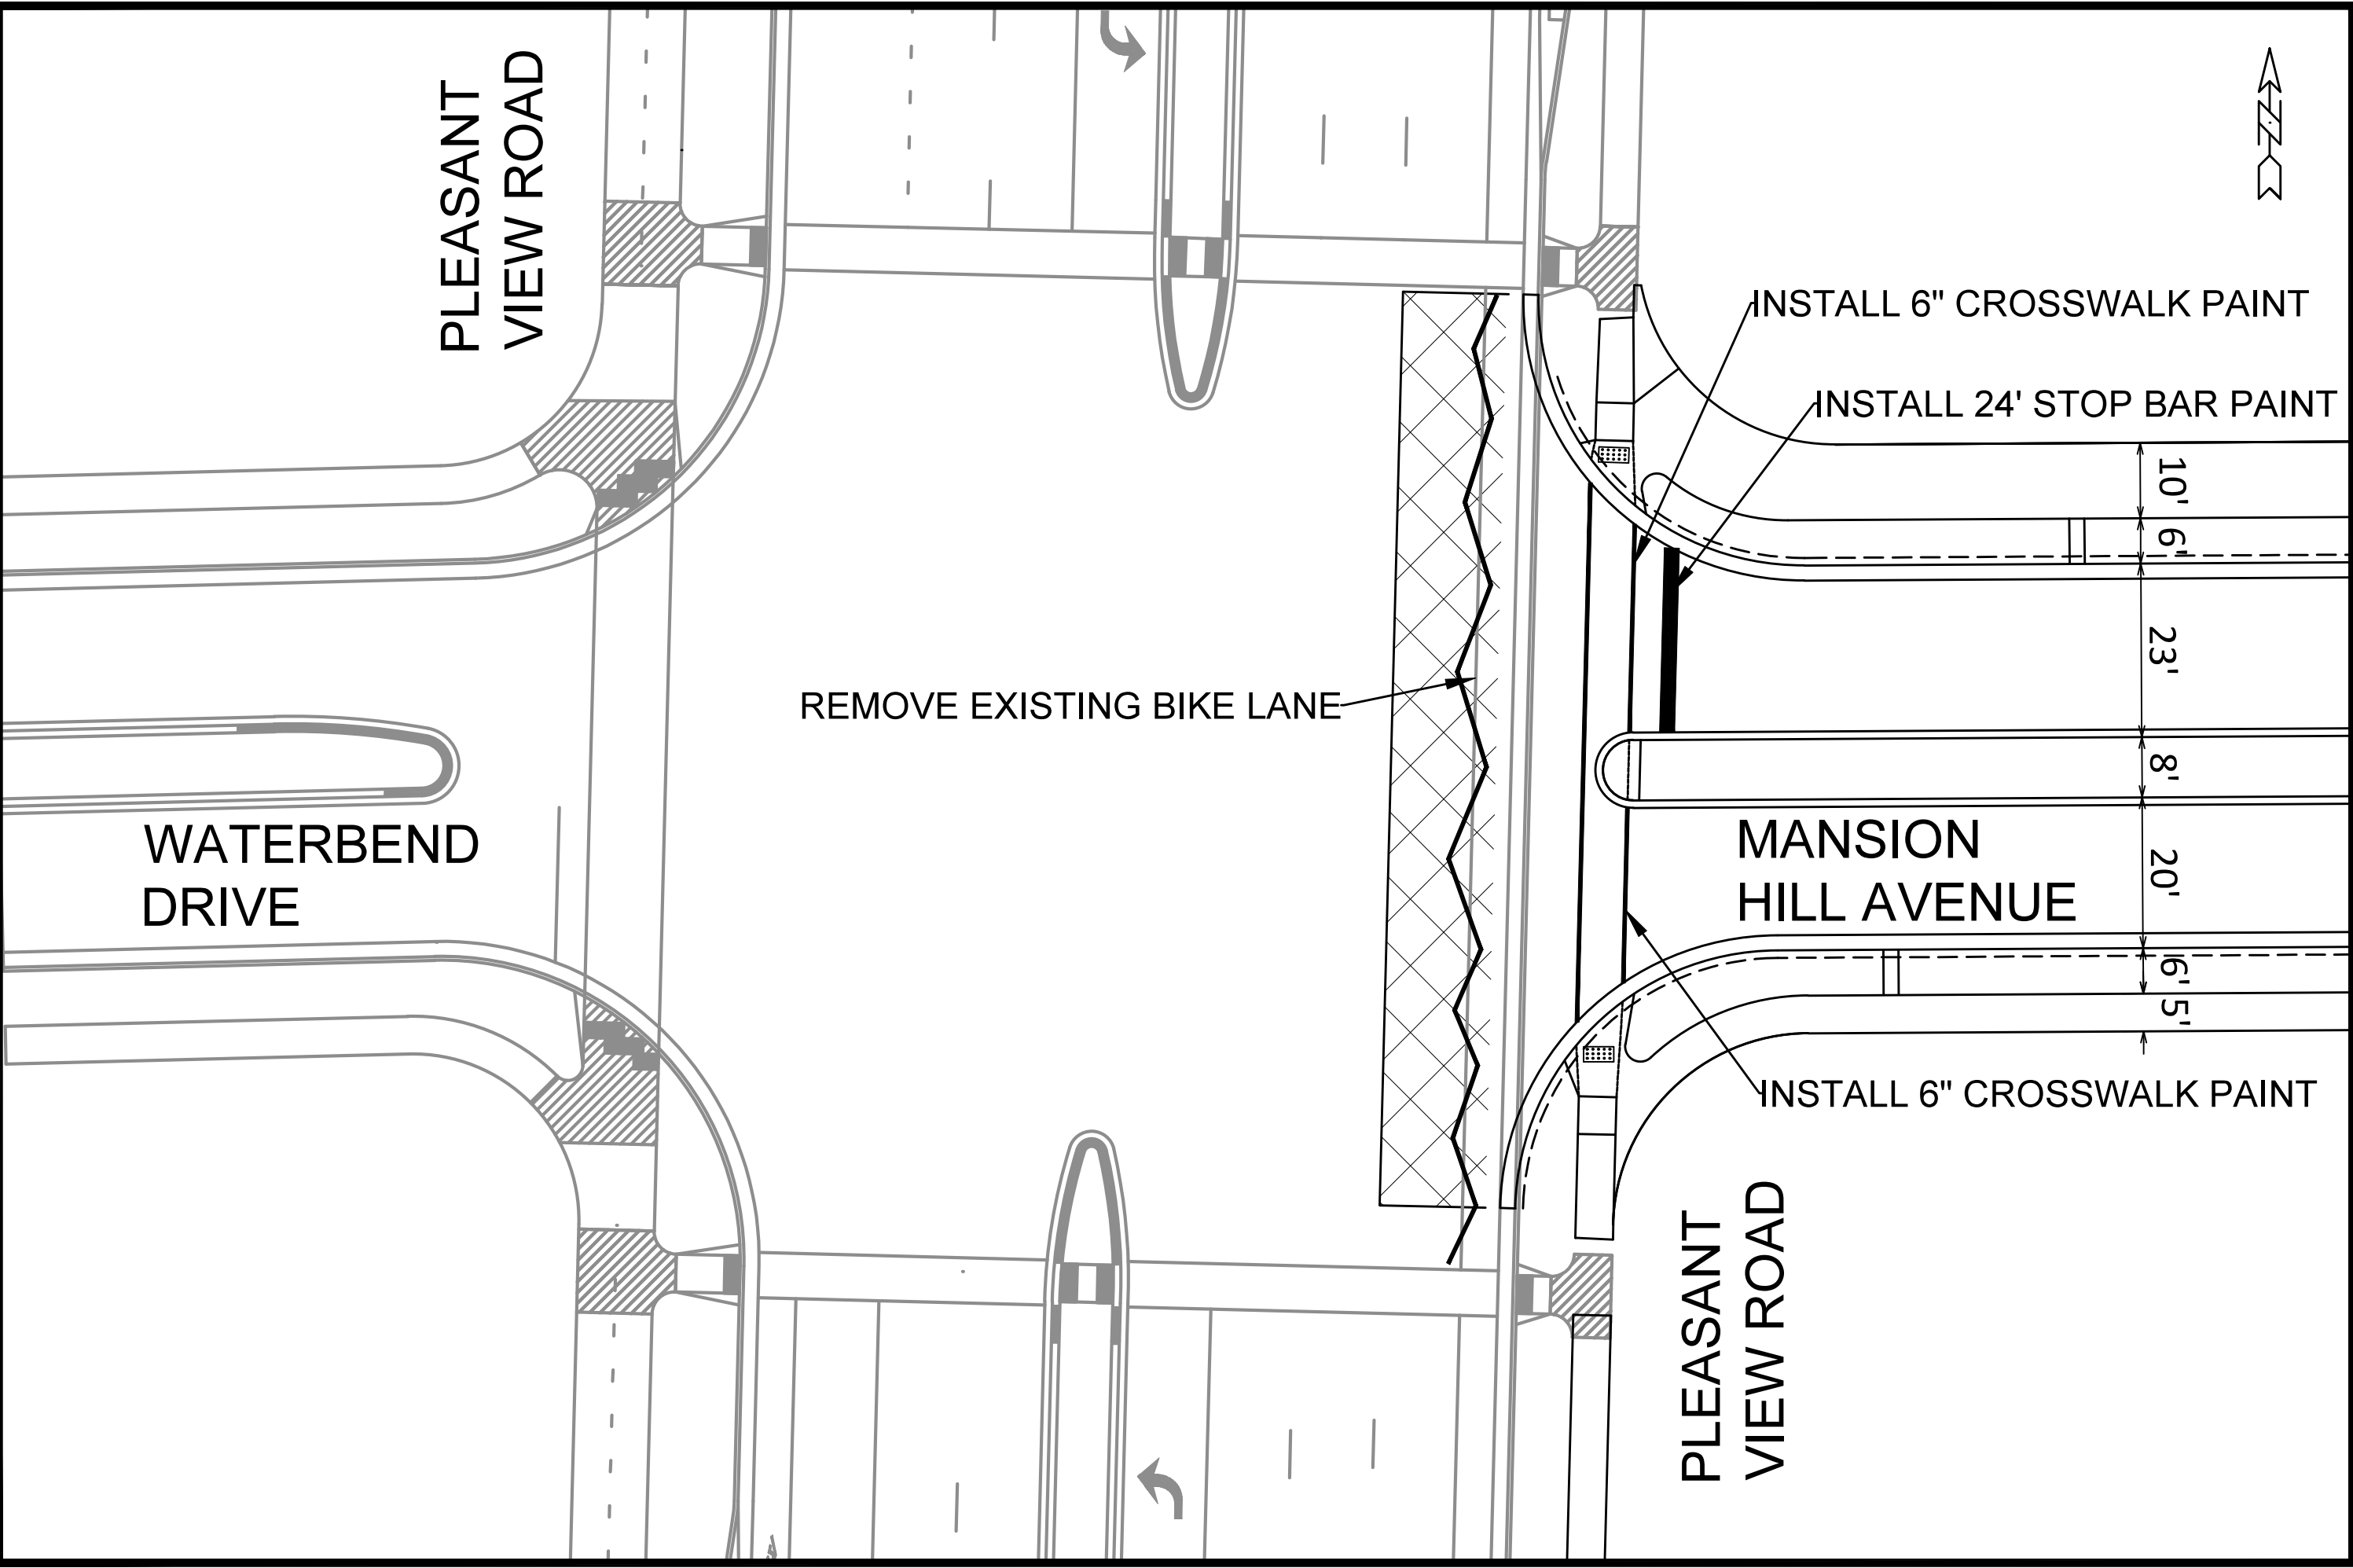 PLEASANT
VIEW ROAD
N
INSTALL 6" CROSSWALK PAINT
INSTALL 24' STOP BAR PAINT
10'
6'
23'
REMOVE EXISTING BIKE LANE
8'
WATERBEND
DRIVE
MANSION
HILL AVENUE
20'
6'
5'
INSTALL 6" CROSSWALK PAINT
PLEASANT
VIEW ROAD